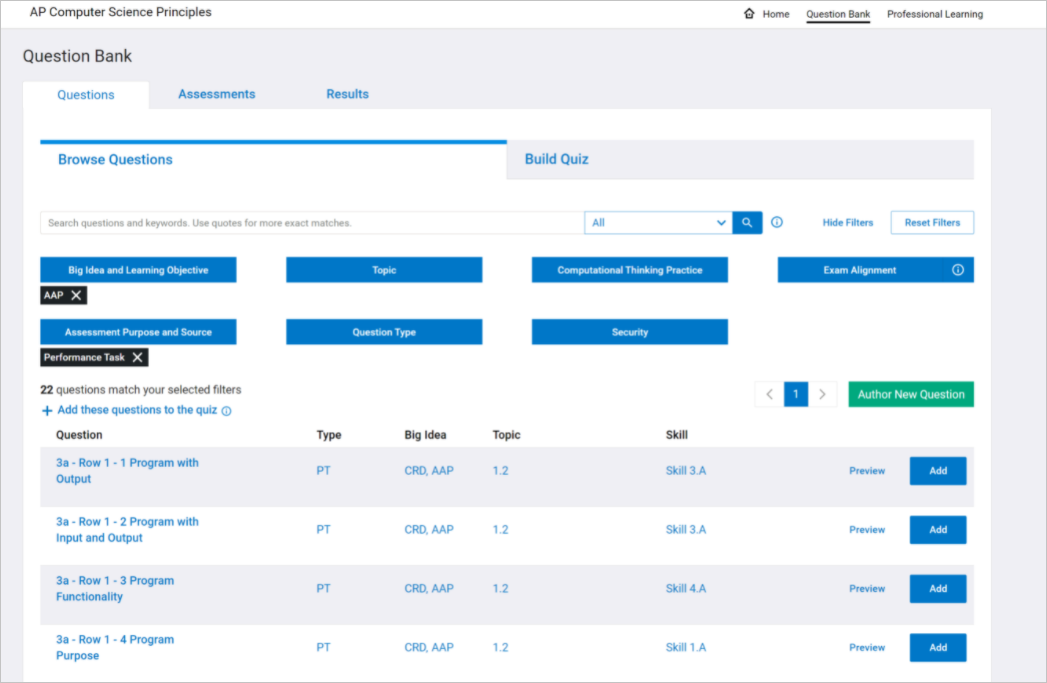 AP Computer Science Principles
Home Question Bank Professional Learning
Question Bank
Questions Assessments Results
Browse Questions Build Quiz
Search questions and keywords. Use quotes for more exact matches. All Hide Filters Reset Filters
Big Idea and Learning Objective Topic Computational Thinking Practice Exam Alignment
AAP
Assessment Purpose and Source Question Type Security
Performance Task
22 questions match your selected filters
1 Author New Question
+ Add these questions to the quiz
Question Type Big Idea Topic Skill
3a - Row 1 - 1 Program with
Output PT CRD, AAP 1.2 Skill 3.A Preview Add
3a - Row 1 - 2 Program with
Input and Output PT CRD, AAP 1.2 Skill 3.A Preview Add
3a - Row 1 - 3 Program
Functionality PT CRD, AAP 1.2 Skill 4.A Preview Add
3a - Row 1 - 4 Program
Purpose PT CRD, AAP 1.2 Skill 1.A Preview Add